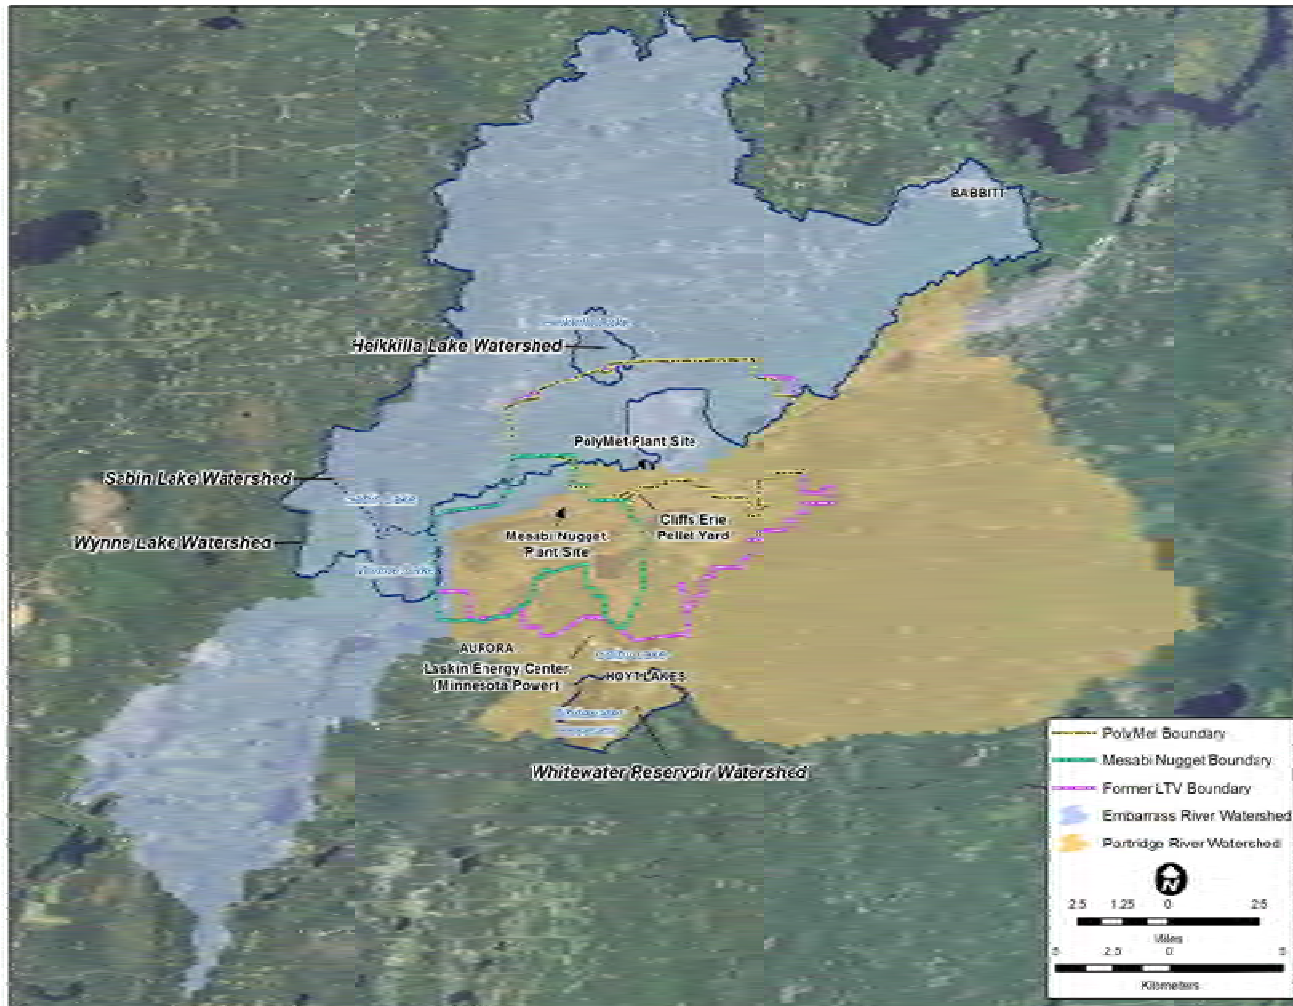 BABBITT
Heikkilla Lake Watershed
PolyMet Plant Site
Sabin Lake Watershed
Sabin Lake
Cliffs Erie
Pellet Yard
Mesabi Nugget
Plant Site
Wynne Lake Watershed
AURORA
Laskin Energy Center
(Minnesota Power)
HOYT LAKES
Whitewater Reservoir Watershed
PolyMet Boundary
Mesabi Nugget Boundary
Former LTV Boundary
Embarrass River Watershed
Partridge River Watershed
N
2.5 1.25 0 2.5
Miles
5 2.5 0 5
Kilometers